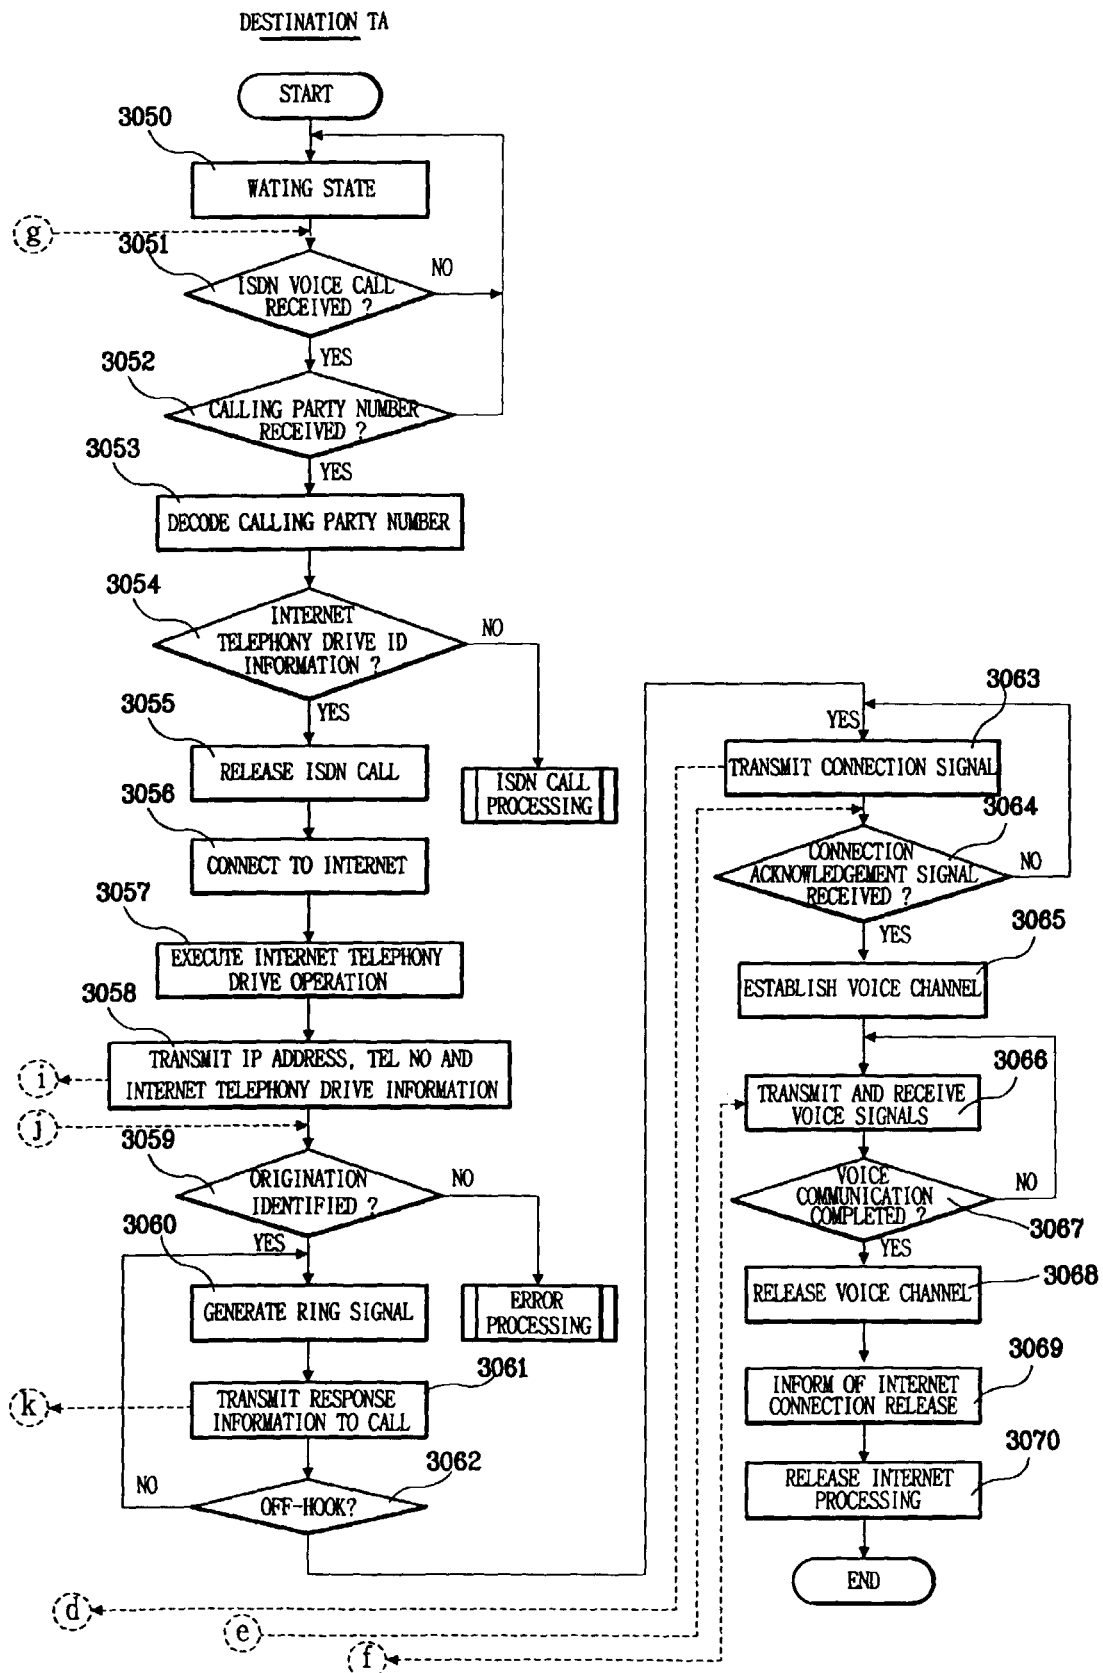 DESTINATION TA
START
3050
WATING STATE
g
3051
ISDN VOICE CALL
RECEIVED ?
NO
YES
3052
CALLING PARTY NUMBER
RECEIVED ?
YES
3053
DECODE CALLING PARTY NUMBER
3054
INTERNET
TELEPHONY DRIVE ID
INFORMATION ?
NO
YES
3055
RELEASE ISDN CALL
ISDN CALL
PROCESSING
3056
CONNECT TO INTERNET
3057
EXECUTE INTERNET TELEPHONY
DRIVE OPERATION
3058
TRANSMIT IP ADDRESS, TEL NO AND
INTERNET TELEPHONY DRIVE INFORMATION
i
j
3059
ORIGINATION
IDENTIFIED ?
NO
YES
3060
GENERATE RING SIGNAL
ERROR
PROCESSING
3061
TRANSMIT RESPONSE
INFORMATION TO CALL
k
3062
OFF-HOOK?
NO
YES
3063
TRANSMIT CONNECTION SIGNAL
3064
CONNECTION
ACKNOWLEDGEMENT SIGNAL
RECEIVED ?
NO
YES
3065
ESTABLISH VOICE CHANNEL
3066
TRANSMIT AND RECEIVE
VOICE SIGNALS
VOICE
COMMUNICATION
COMPLETED ?
NO
3067
YES
3068
RELEASE VOICE CHANNEL
3069
INFORM OF INTERNET
CONNECTION RELEASE
3070
RELEASE INTERNET
PROCESSING
END
d
e
f